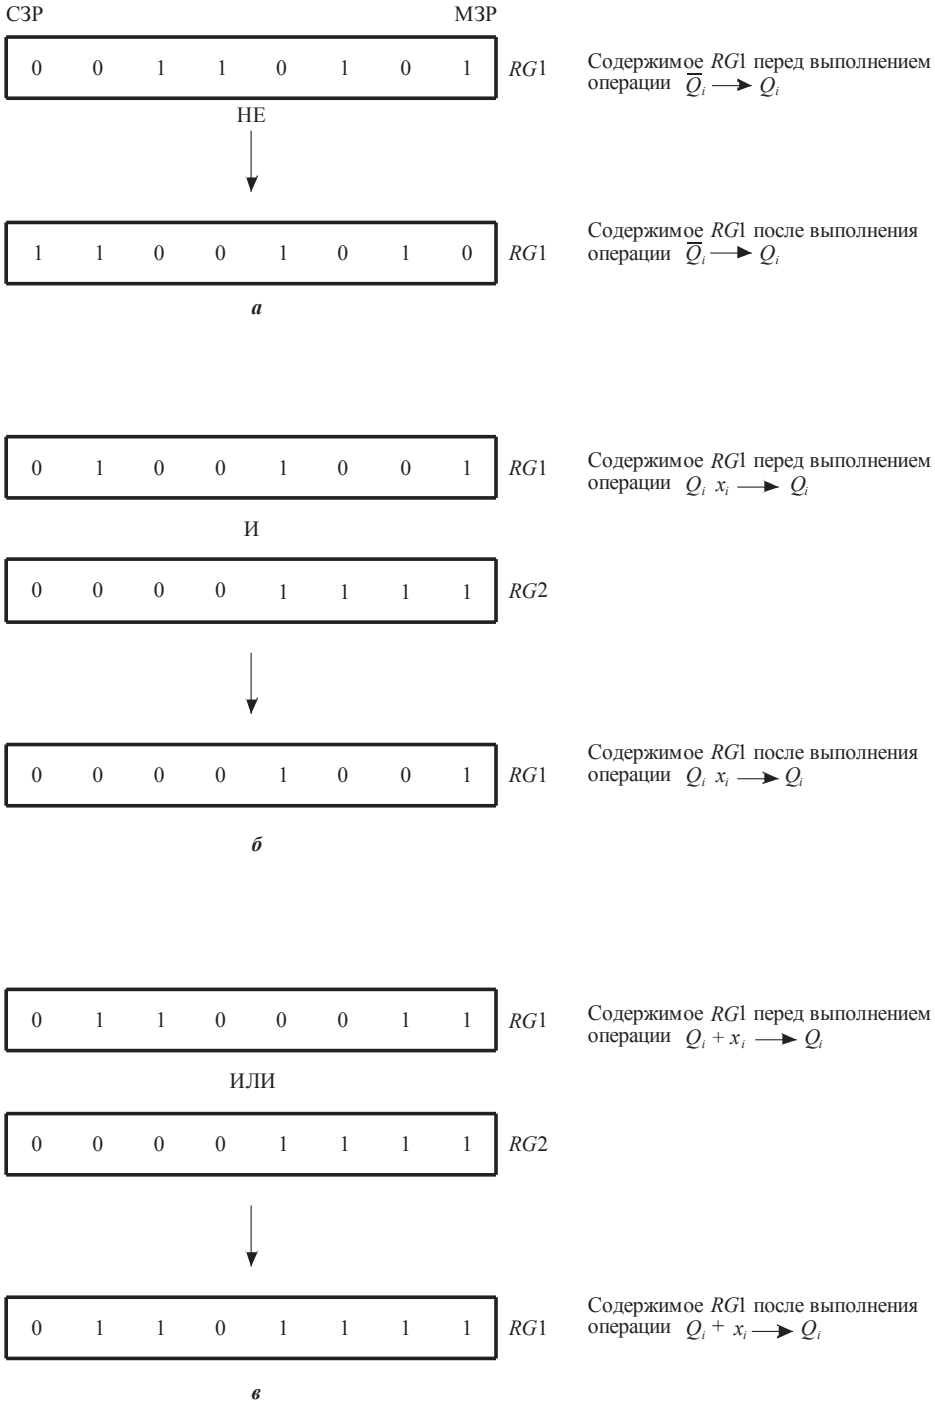 СЗР МЗР
0 0 1 1 0 1 0 1 RG1 Содержимое RG1 перед выполнением
операции Q̅ᵢ → Qᵢ
НЕ
1 1 0 0 1 0 1 0 RG1 Содержимое RG1 после выполнения
операции Q̅ᵢ → Qᵢ
а
0 1 0 0 1 0 0 1 RG1 Содержимое RG1 перед выполнением
операции Qᵢ xᵢ → Qᵢ
И
0 0 0 0 1 1 1 1 RG2
0 0 0 0 1 0 0 1 RG1 Содержимое RG1 после выполнения
операции Qᵢ xᵢ → Qᵢ
б
0 1 1 0 0 0 1 1 RG1 Содержимое RG1 перед выполнением
операции Qᵢ + xᵢ → Qᵢ
ИЛИ
0 0 0 0 1 1 1 1 RG2
0 1 1 0 1 1 1 1 RG1 Содержимое RG1 после выполнения
операции Qᵢ + xᵢ → Qᵢ
в